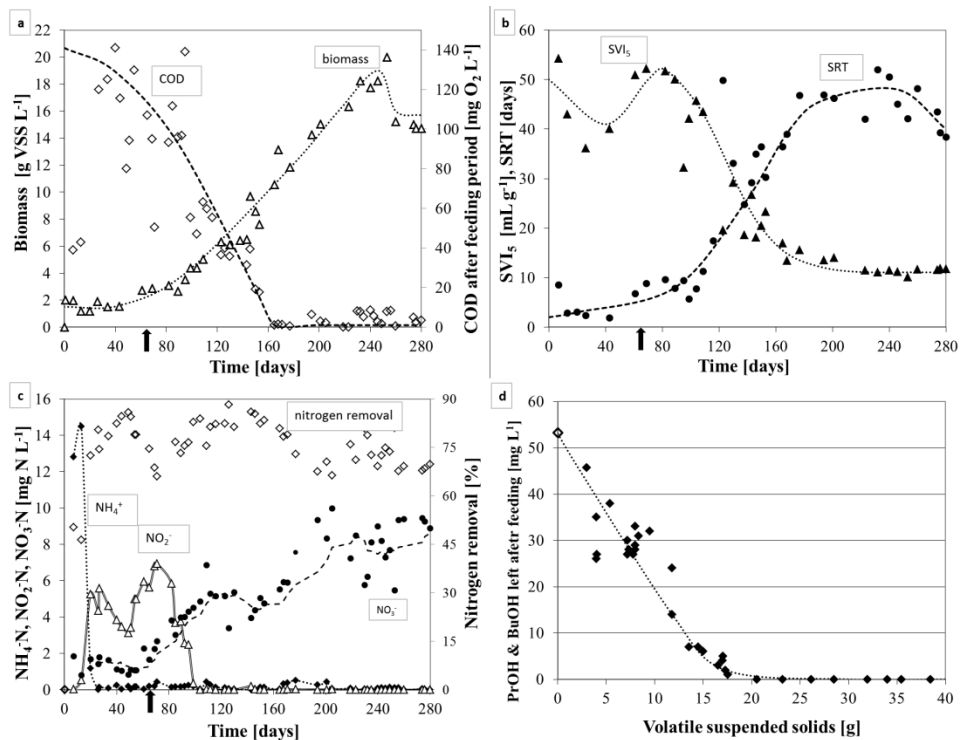 a
Biomass [g VSS L-1]
22
20
18
16
14
12
10
8
6
4
2
0
COD
biomass
140
120
100
80
60
40
20
0
COD after feeding period [mg O2 L-1]
0 40 80 120 160 200 240 280
Time [days]
b
SVI5 [mL g-1], SRT [days]
60
50
40
30
20
10
0
SVI5
SRT
0 40 80 120 160 200 240 280
Time [days]
c
NH4-N, NO2-N, NO3-N [mg N L-1]
16
14
12
10
8
6
4
2
0
nitrogen removal
NH4+
NO2-
NO3-
90
75
60
45
30
15
0
Nitrogen removal [%]
0 40 80 120 160 200 240 280
Time [days]
d
PrOH & BuOH left afetr feeding [mg L1]
60
50
40
30
20
10
0
0 5 10 15 20 25 30 35 40
Volatile suspended solids [g]